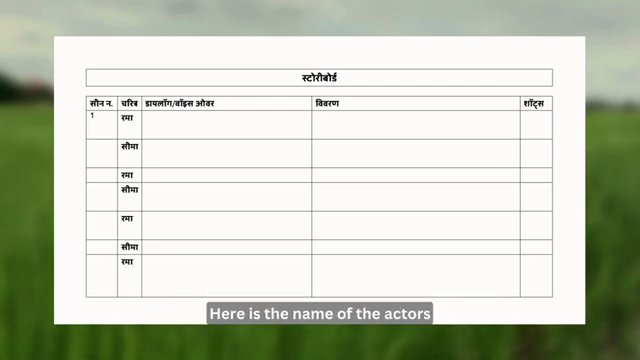 स्टोरीबोर्ड
सीन न. चरित्र डायलॉग/वॉइस ओवर विवरण शॉट्स
1 रमा
सीमा
रमा
सीमा
रमा
सीमा
रमा
Here is the name of the actors